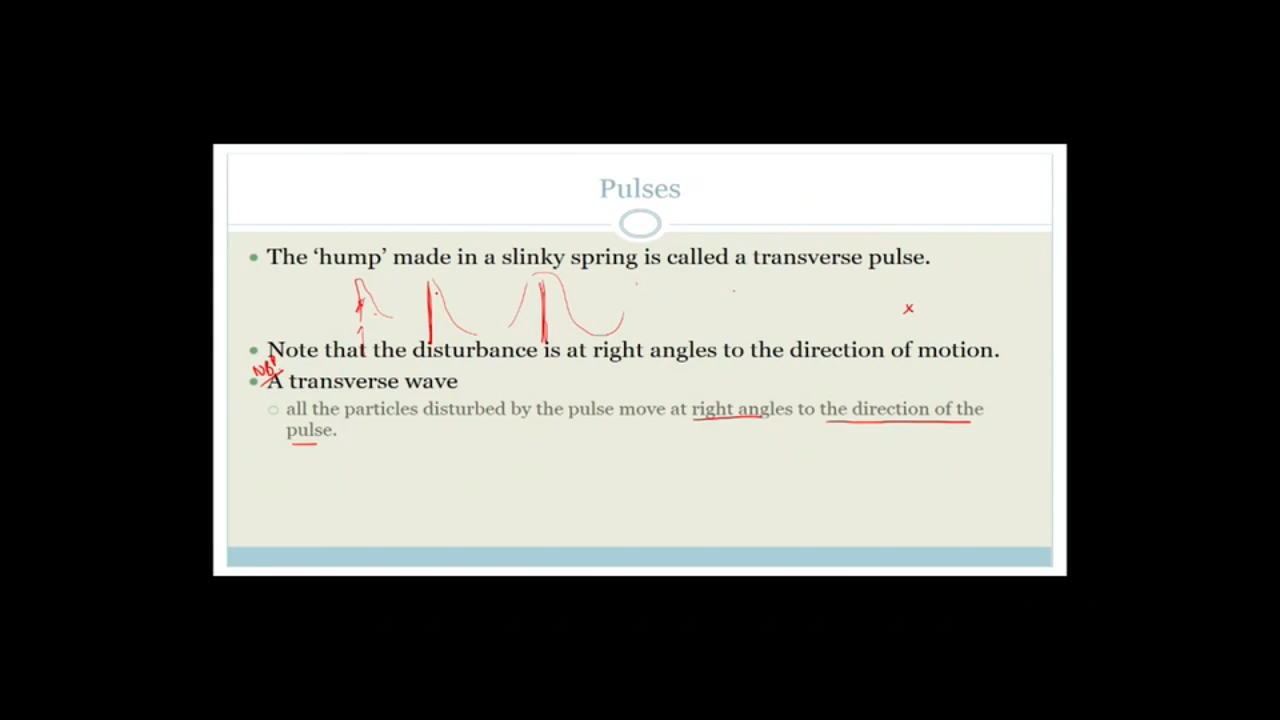 Pulses
The ‘hump’ made in a slinky spring is called a transverse pulse.
x
Note that the disturbance is at right angles to the direction of motion.
A transverse wave
all the particles disturbed by the pulse move at right angles to the direction of the
pulse.